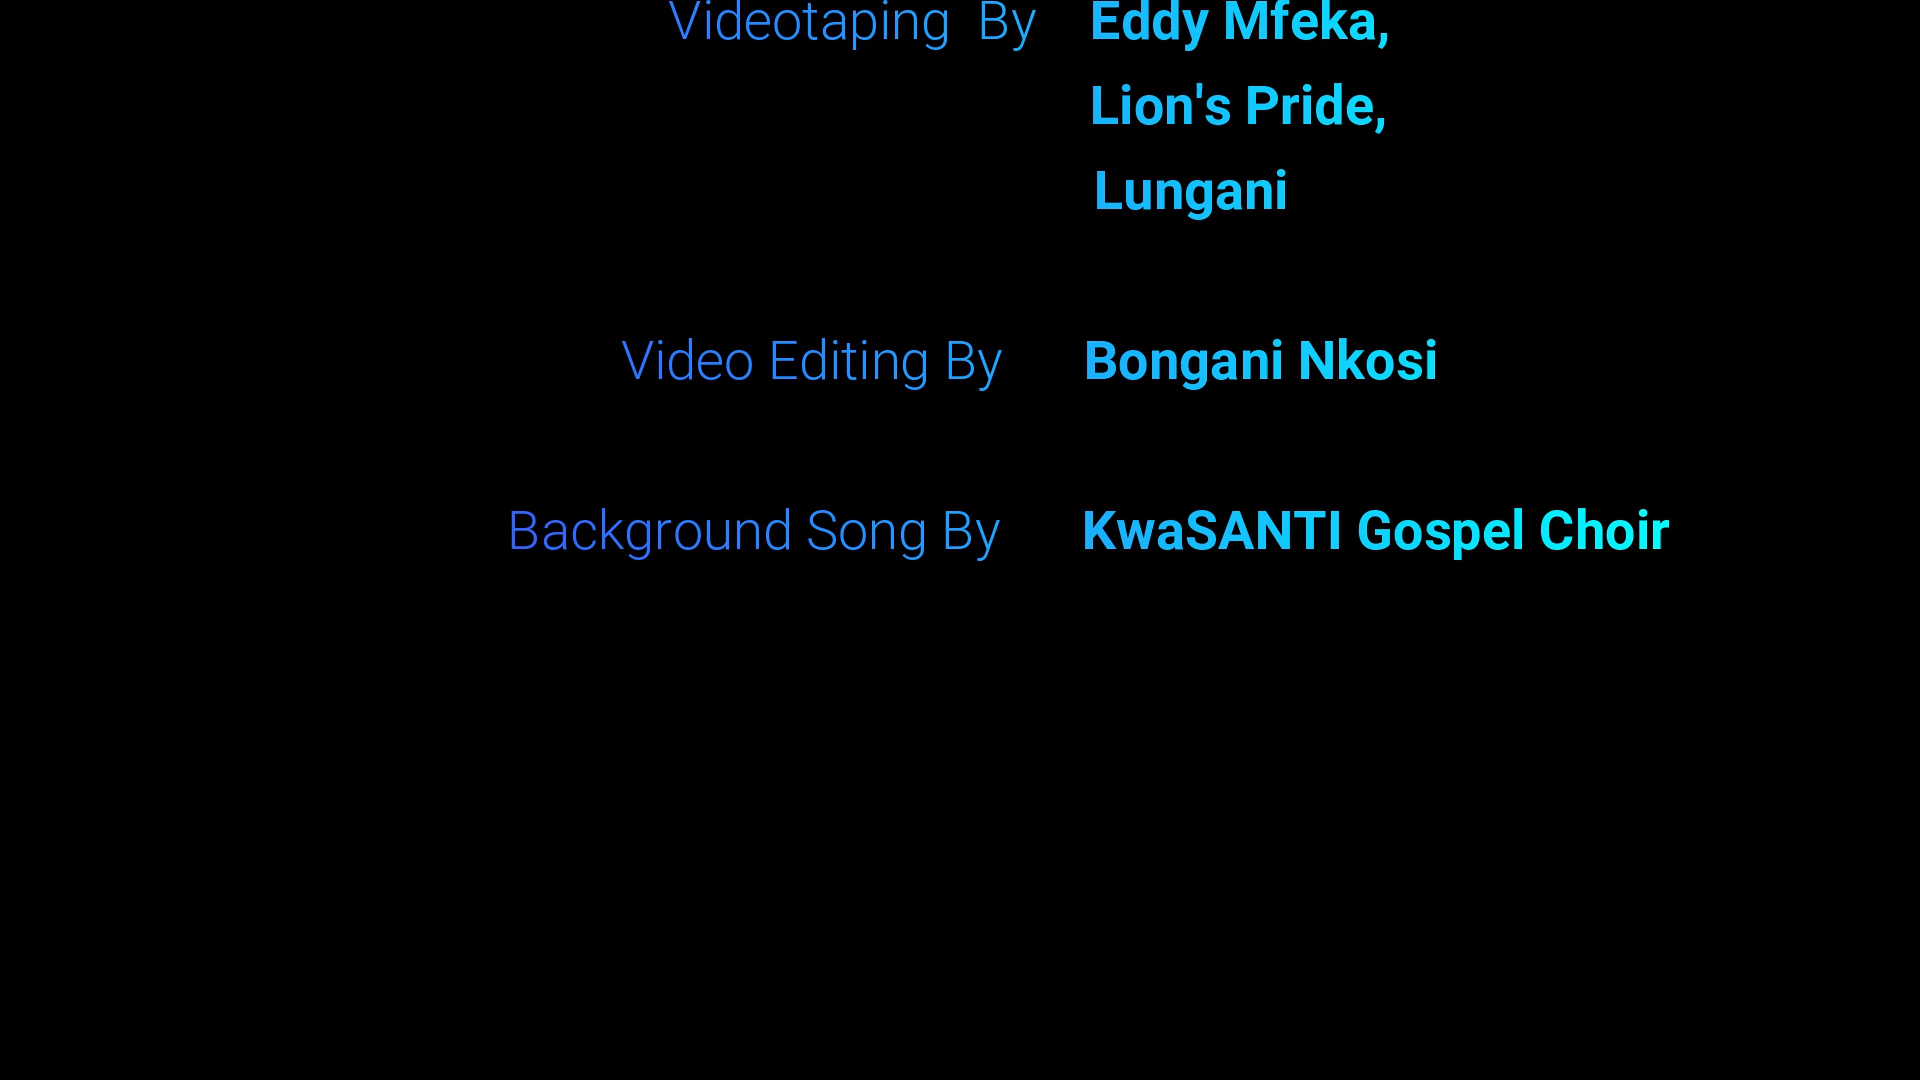 Videotaping By Eddy Mfeka,
Lion's Pride,
Lungani
Video Editing By Bongani Nkosi
Background Song By KwaSANTI Gospel Choir